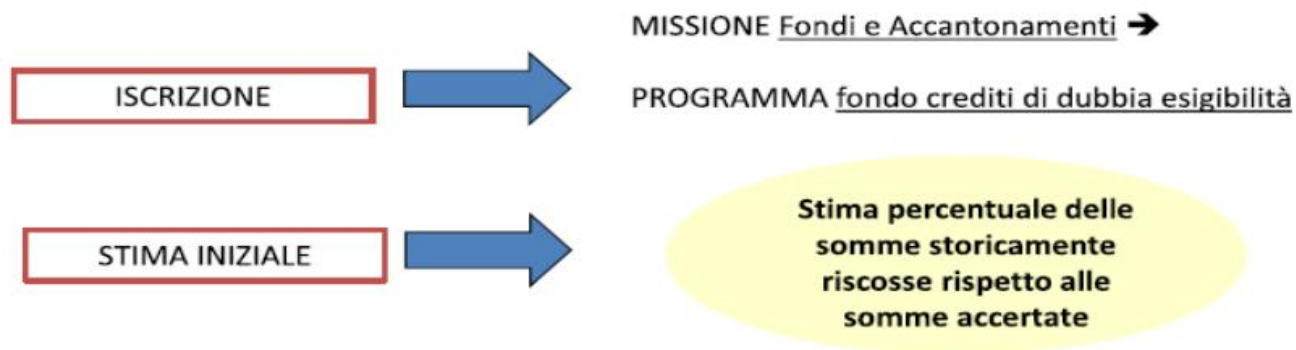 MISSIONE Fondi e Accantonamenti ➔
ISCRIZIONE
PROGRAMMA fondo crediti di dubbia esigibilità
STIMA INIZIALE
Stima percentuale delle
somme storicamente
riscosse rispetto alle
somme accertate